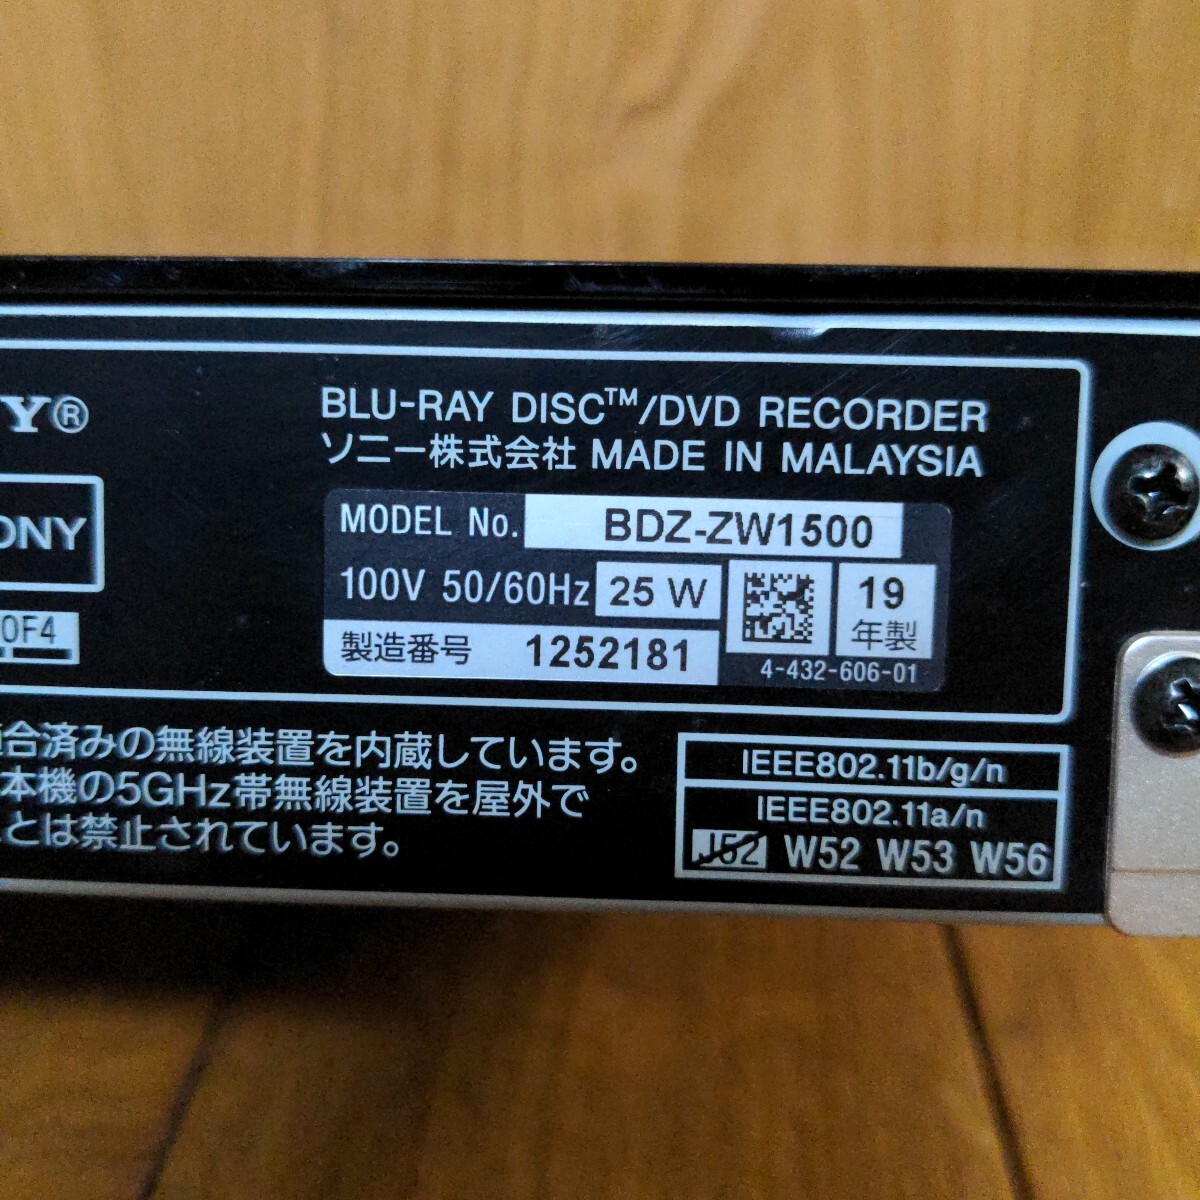 Y®
BLU-RAY DISC™/DVD RECORDER
ソニー株式会社 MADE IN MALAYSIA
ONY
MODEL No. BDZ-ZW1500
100V 50/60Hz 25 W
19
年製
0F4
製造番号 1252181
4-432-606-01
合済みの無線装置を内蔵しています。
本機の5GHz帯無線装置を屋外で
とは禁止されています。
IEEE802.11b/g/n
IEEE802.11a/n
J52 W52 W53 W56